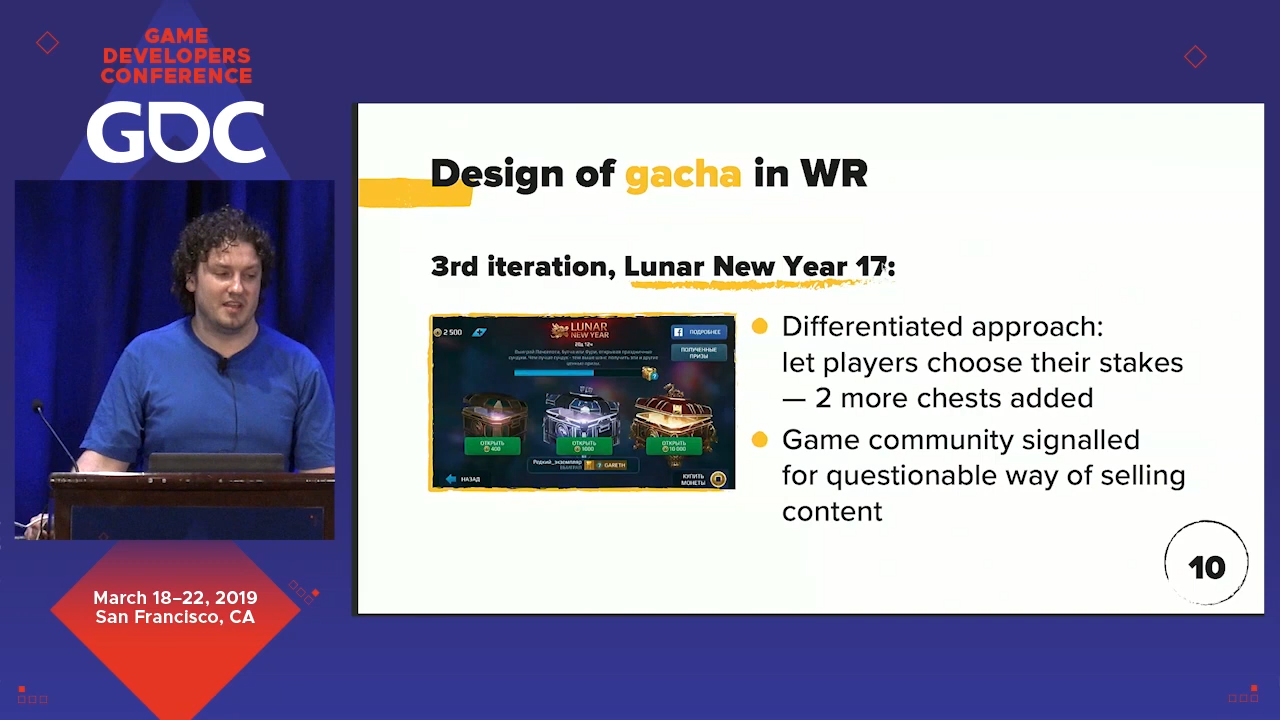 GAME
DEVELOPERS
CONFERENCE
GDC
March 18–22, 2019
San Francisco, CA
Design of gacha in WR
3rd iteration, Lunar New Year 17:
2 500
LUNAR
NEW YEAR
ПОДРОБНЕЕ
ПОЛУЧЕННЫЕ
ПРИЗЫ
ОТКРЫТЬ
400
ОТКРЫТЬ
1000
ОТКРЫТЬ
10 000
GARETH
НАЗАД
КУПИТЬ
МОНЕТЫ
Differentiated approach:
let players choose their stakes
— 2 more chests added
Game community signalled
for questionable way of selling
content
10